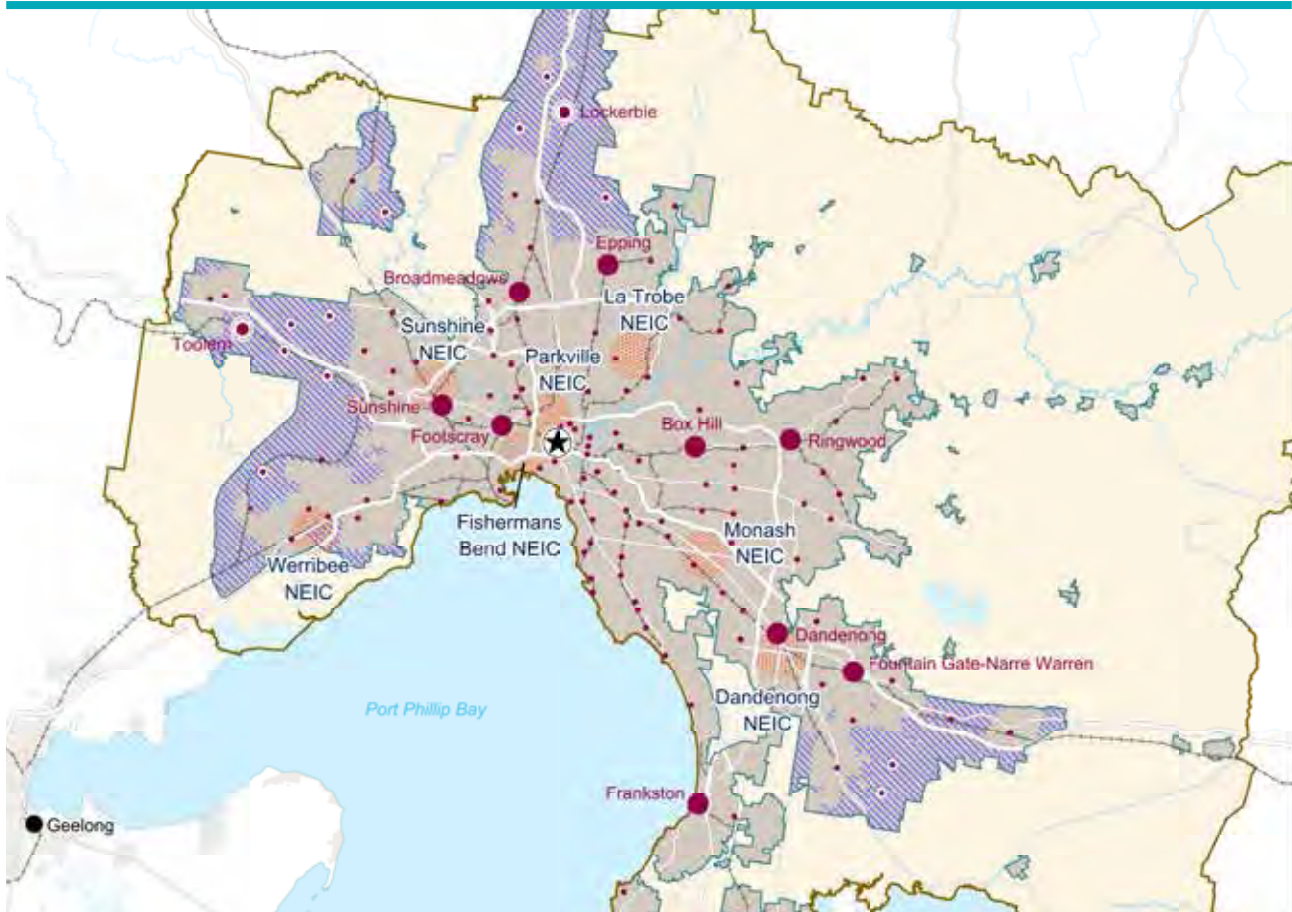 Lockerbie
Epping
Broadmeadows
La Trobe
NEIC
Sunshine
NEIC
Toolern
Parkville
NEIC
Sunshine
Footscray
Box Hill
Ringwood
Fishermans
Bend NEIC
Monash
NEIC
Werribee
NEIC
Dandenong
Fountain Gate-Narre Warren
Dandenong
NEIC
Port Phillip Bay
Frankston
Geelong